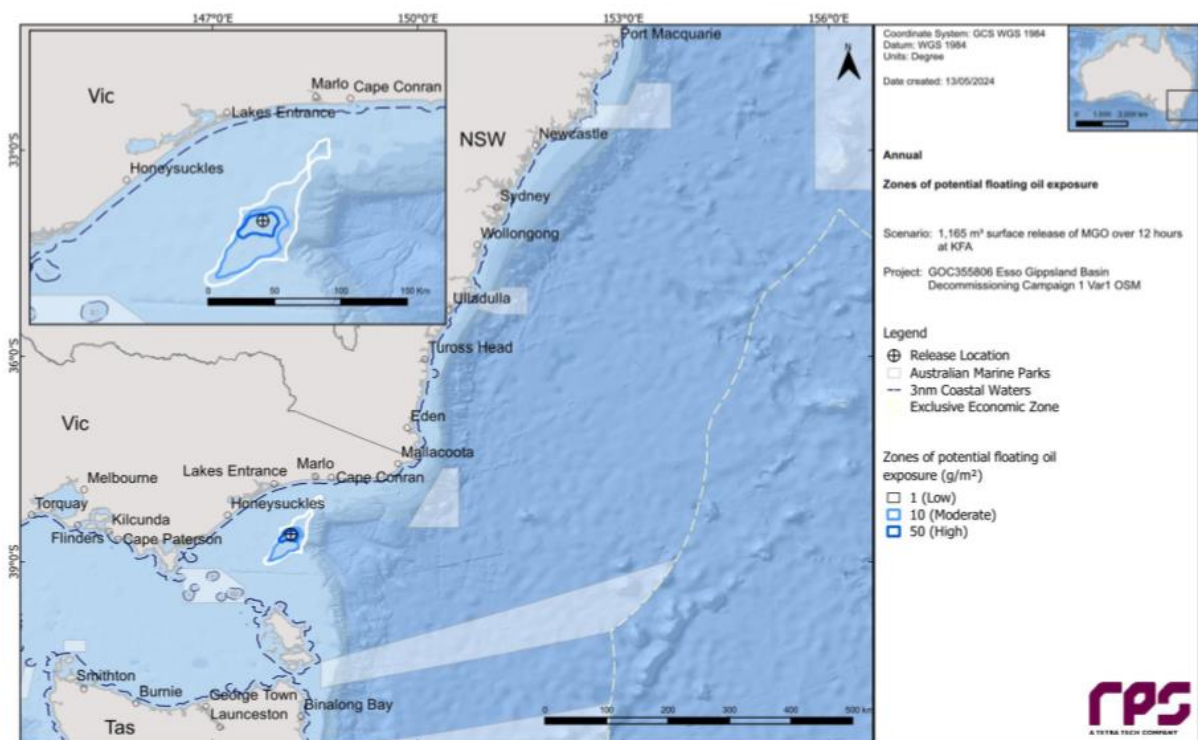 147°0'E 150°0'E 153°0'E 156°0'E
33°0'S
36°0'S
39°0'S
Vic
Marlo
Cape Conran
Lakes Entrance
Honeysuckles
0 50 100 150 Km
Port Macquarie
N
NSW
Newcastle
Sydney
Wollongong
Ulladulla
Tuross Head
Eden
Vic
Mallacoota
Lakes Entrance
Marlo
Cape Conran
Melbourne
Honeysuckles
Torquay
Kilcunda
Flinders
Cape Paterson
Smithton
Burnie
George Town
Launceston
Binalong Bay
Tas
0 100 200 300 400 500 km
Coordinate System: GCS WGS 1984
Datum: WGS 1984
Units: Degree
Date created: 13/05/2024
Annual
Zones of potential floating oil exposure
Scenario: 1,165 m³ surface release of MGO over 12 hours
at KFA
Project: GOC355806 Esso Gippsland Basin
Decommissioning Campaign 1 Var1 OSM
Legend
Release Location
Australian Marine Parks
3nm Coastal Waters
Exclusive Economic Zone
Zones of potential floating oil
exposure (g/m²)
1 (Low)
10 (Moderate)
50 (High)
rps
A TETRA TECH COMPANY